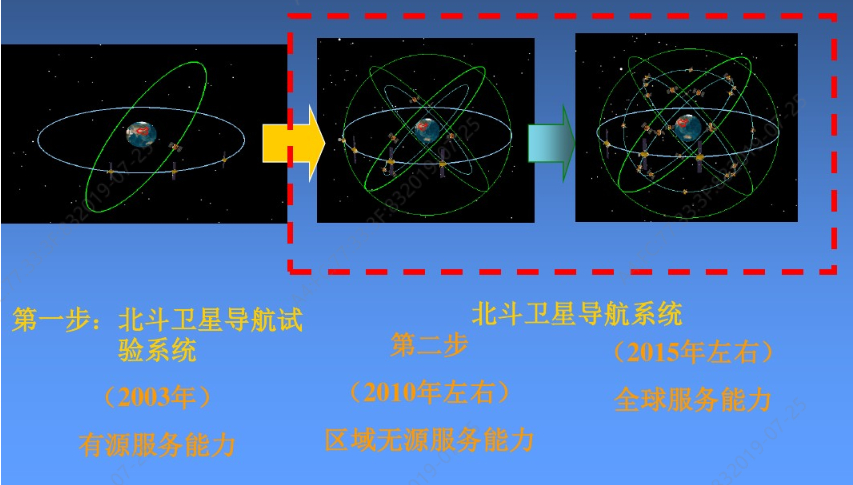 第一步：北斗卫星导航试
验系统
（2003年）
有源服务能力
北斗卫星导航系统
第二步
（2010年左右）
区域无源服务能力
（2015年左右）
全球服务能力